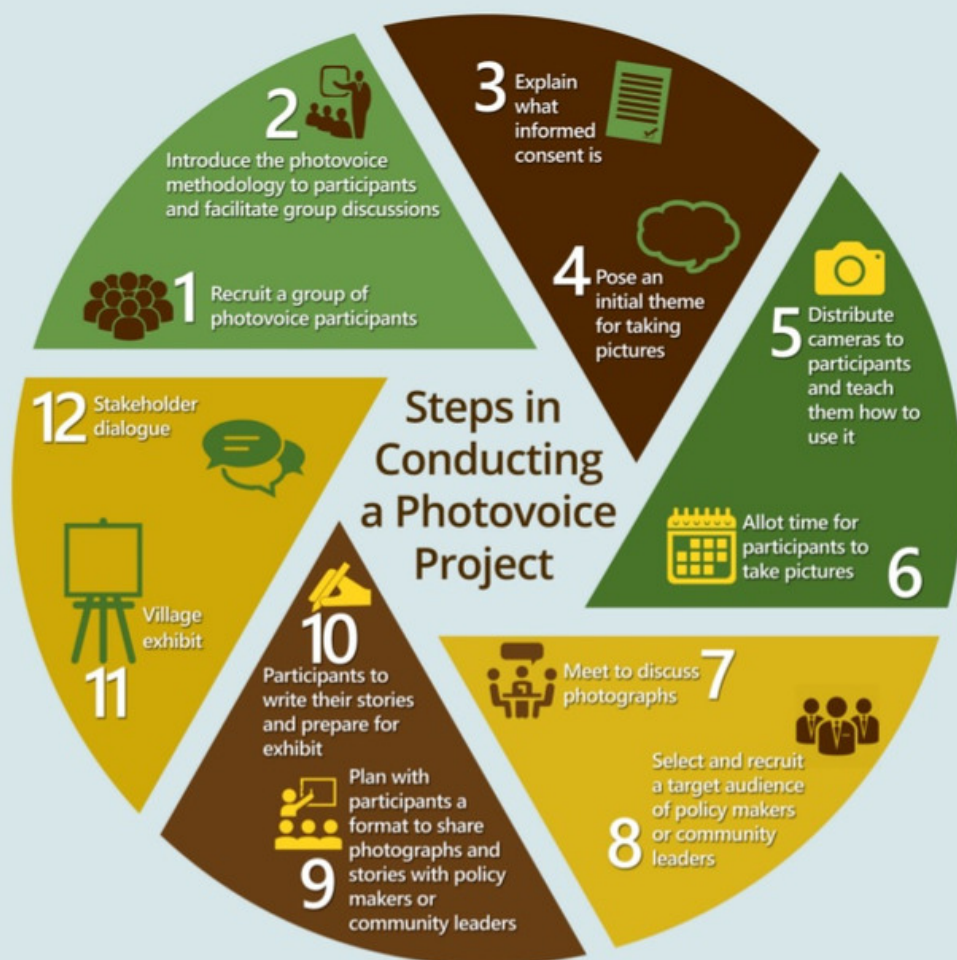 Steps in
Conducting
a Photovoice
Project
1
Recruit a group of
photovoice participants
2
Introduce the photovoice
methodology to participants
and facilitate group discussions
3
Explain
what
informed
consent is
4
Pose an
initial theme
for taking
pictures
5
Distribute
cameras to
participants
and teach
them how to
use it
6
Allot time for
participants to
take pictures
7
Meet to discuss
photographs
8
Select and recruit
a target audience
of policy makers
or community
leaders
9
Plan with
participants a
format to share
photographs and
stories with policy
makers or
community leaders
10
Participants to
write their stories
and prepare for
exhibit
11
Village
exhibit
12
Stakeholder
dialogue